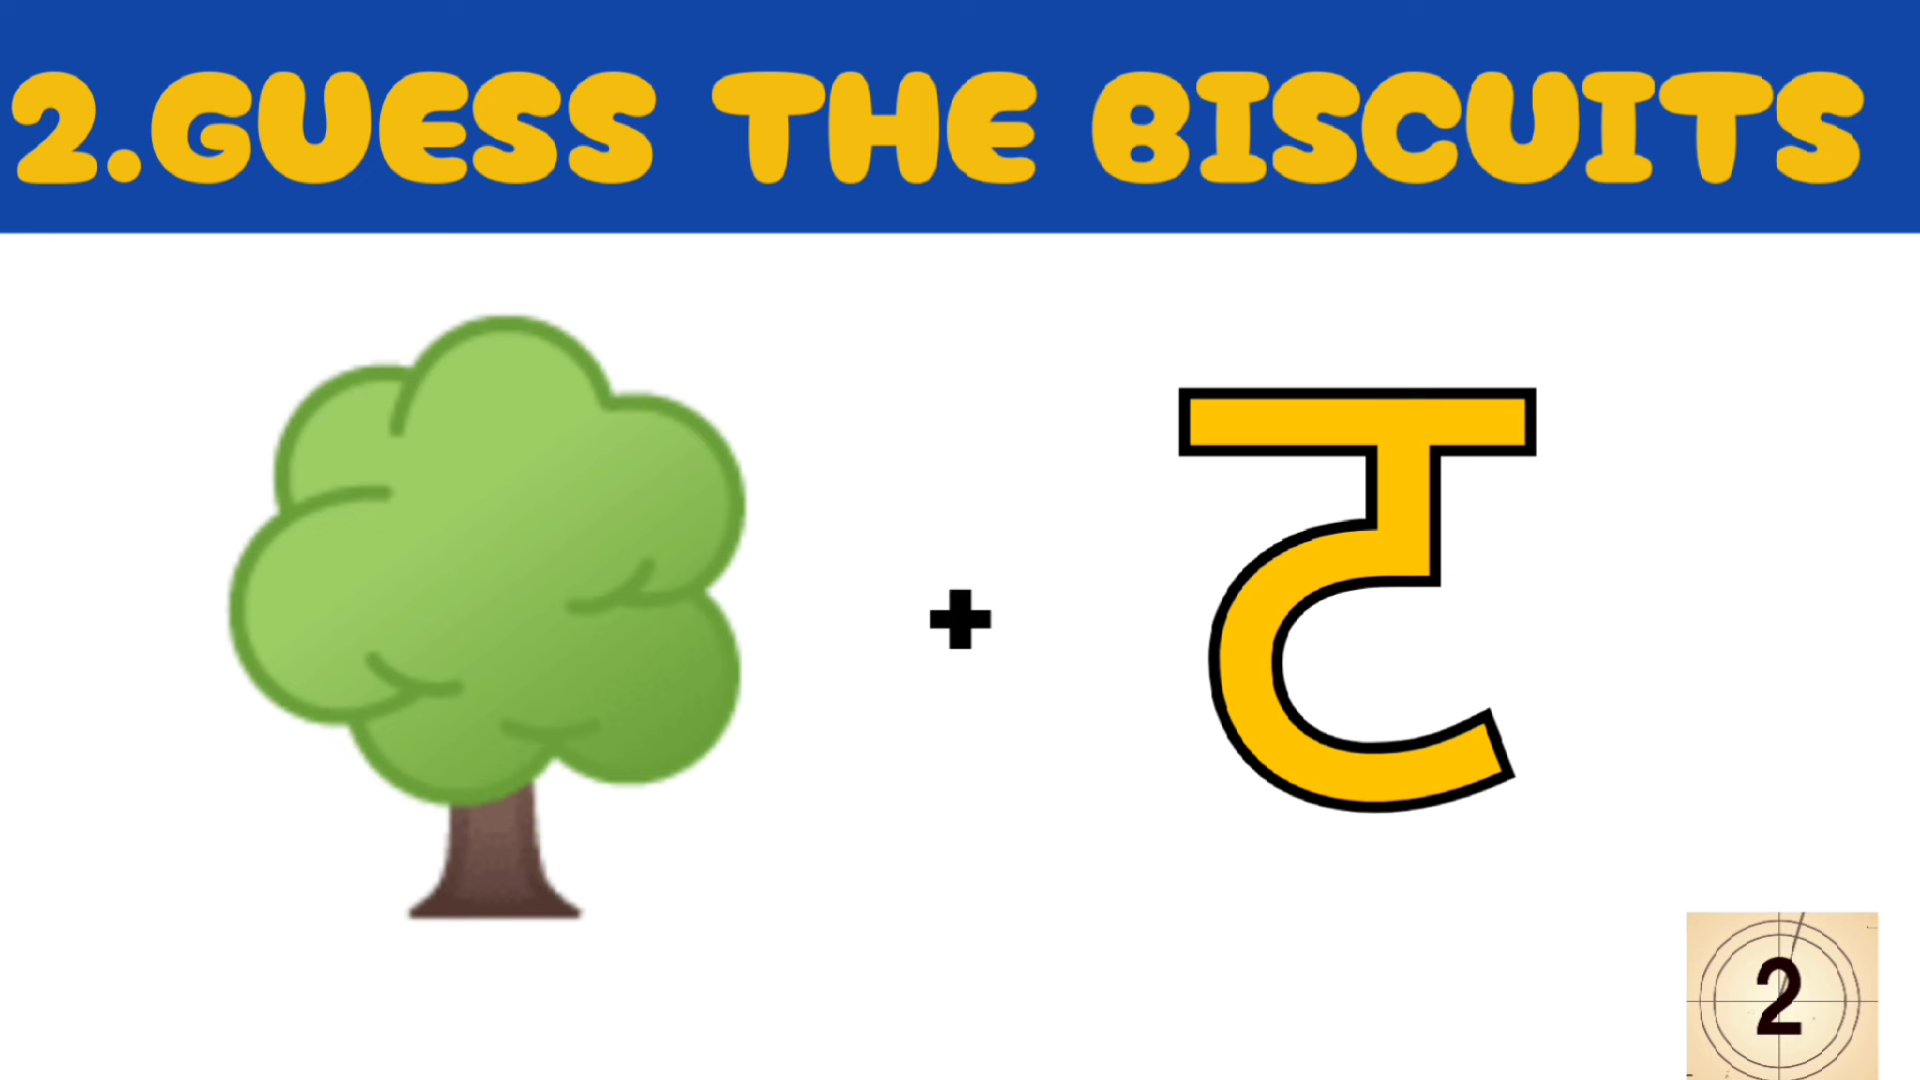 2.GUESS THE BISCUITS
+ ट
2